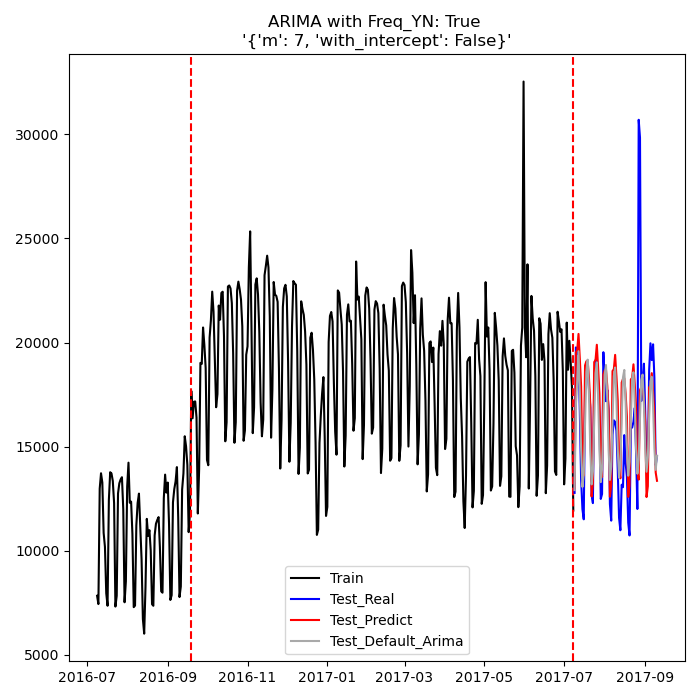 ARIMA with Freq_YN: True
'{'m': 7, 'with_intercept': False}'
30000
25000
20000
15000
10000
5000
Train
Test_Real
Test_Predict
Test_Default_Arima
2016-07 2016-09 2016-11 2017-01 2017-03 2017-05 2017-07 2017-09